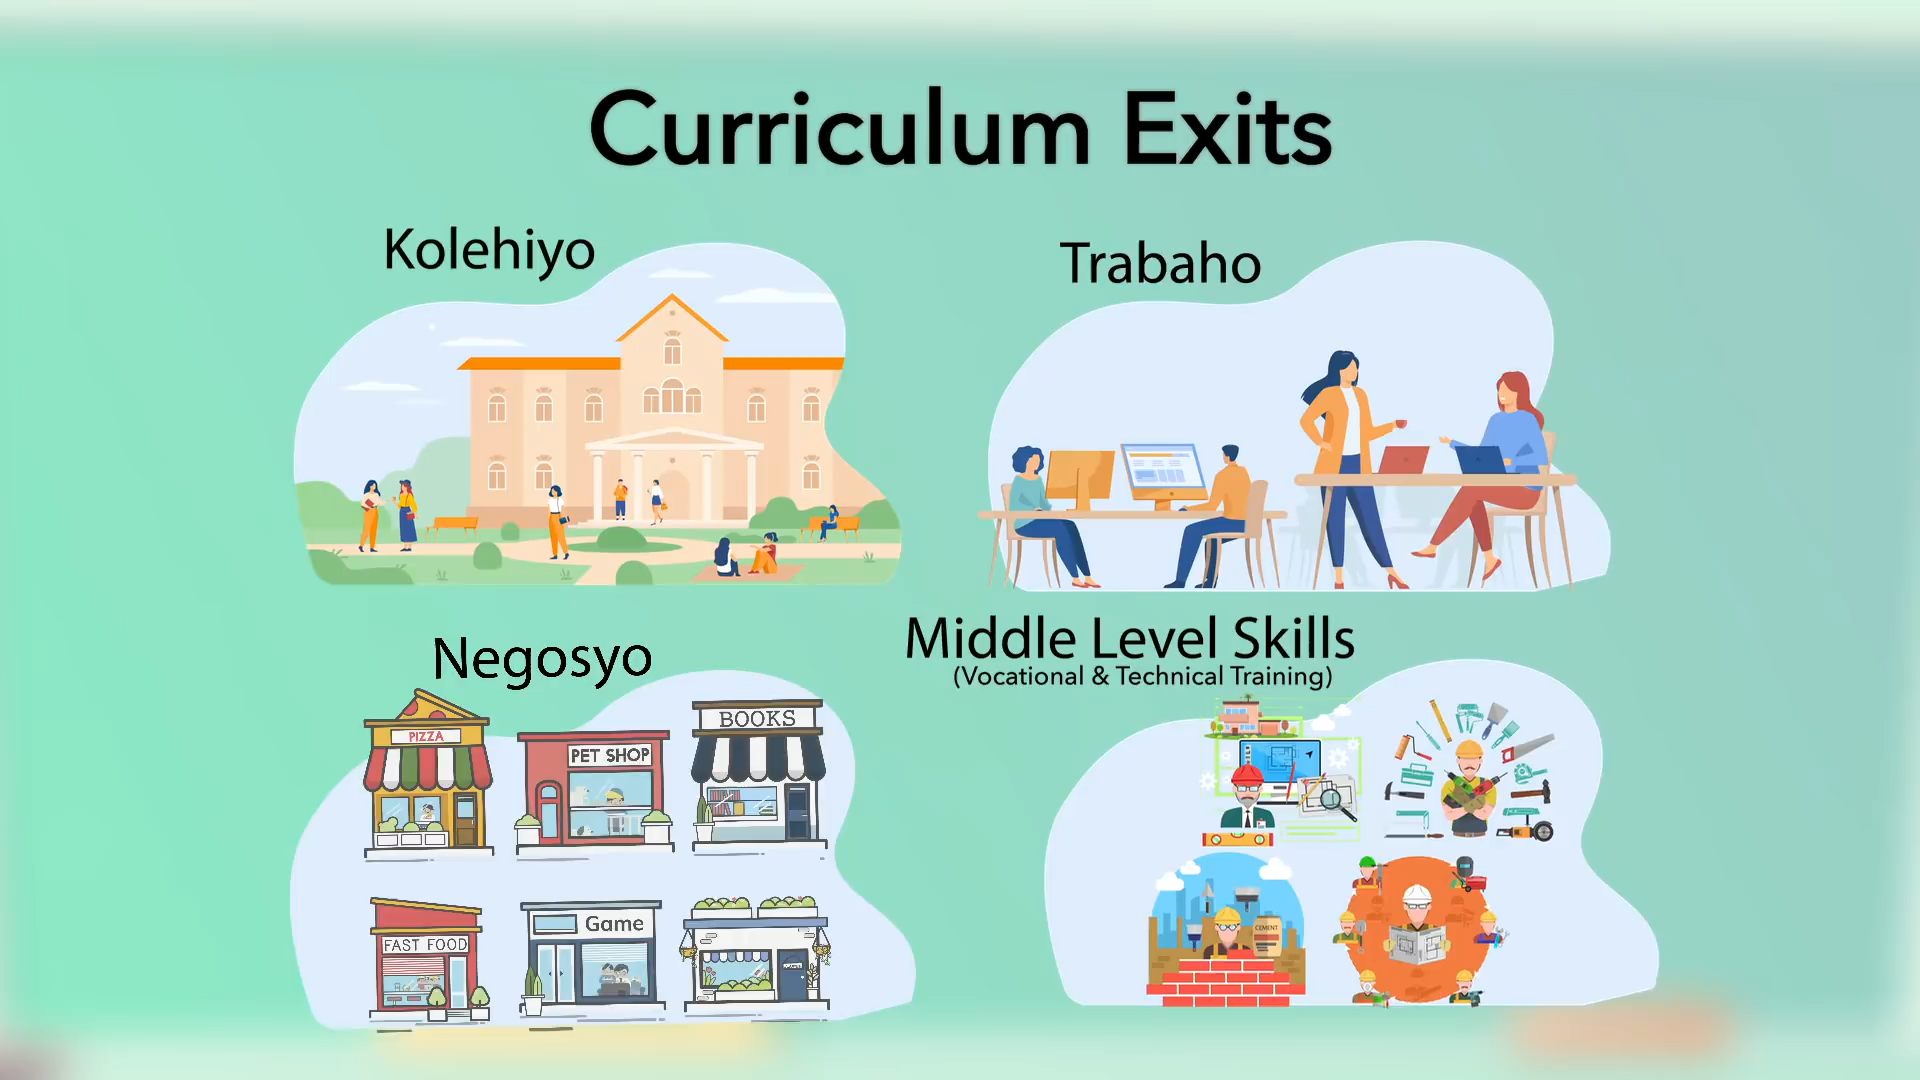 Curriculum Exits
Kolehiyo
Trabaho
Negosyo
Middle Level Skills
(Vocational & Technical Training)
PIZZA
PET SHOP
BOOKS
FAST FOOD
Game
CEMENT